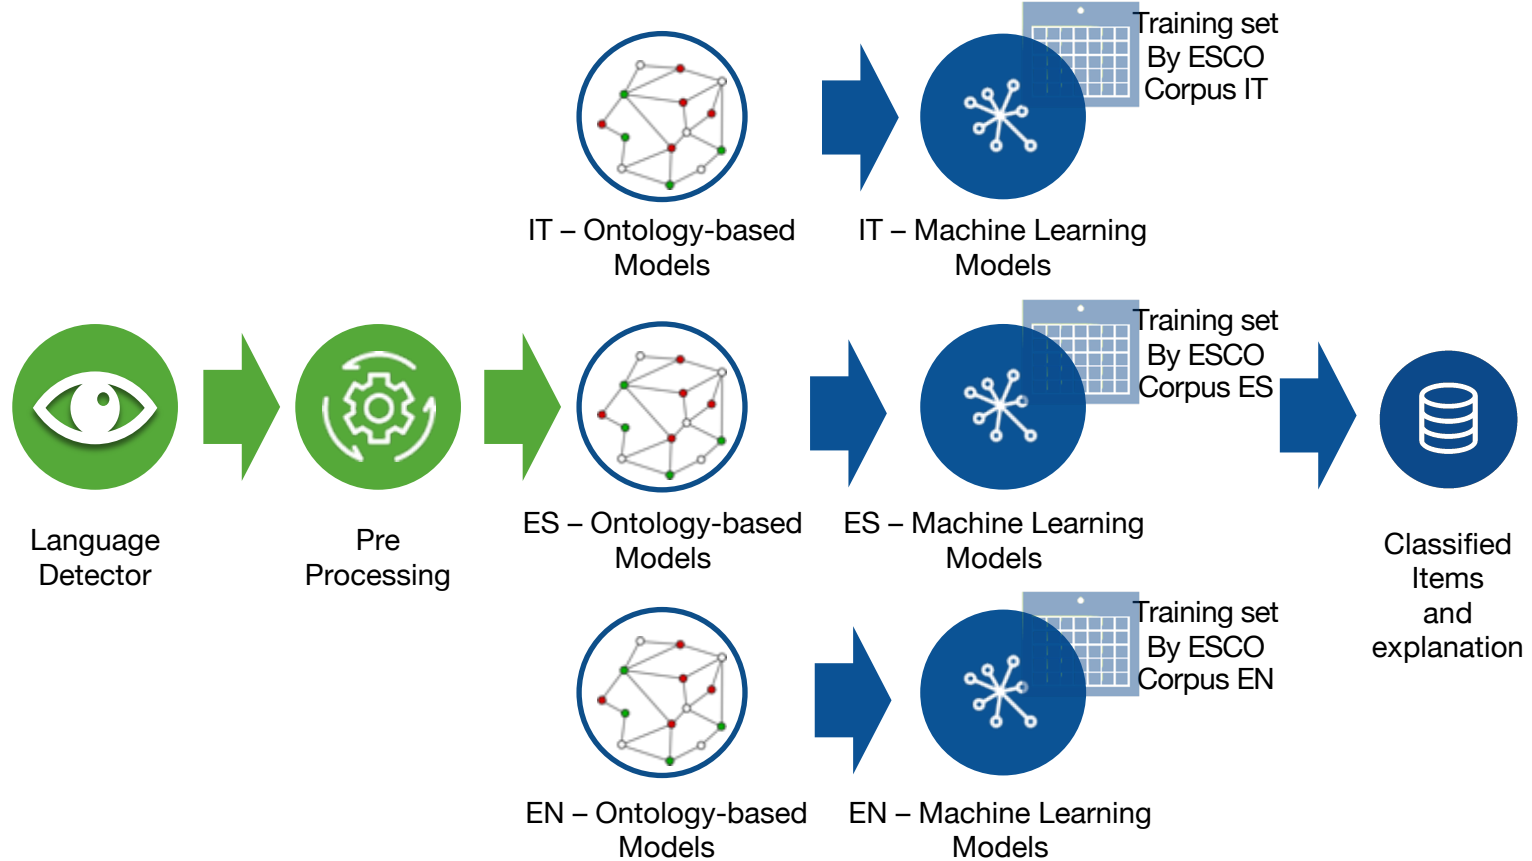 Training set
By ESCO
Corpus IT
IT – Ontology-based
Models
IT – Machine Learning
Models
Training set
By ESCO
Corpus ES
Language
Detector
Pre
Processing
ES – Ontology-based
Models
ES – Machine Learning
Models
Classified
Items
and
explanation
Training set
By ESCO
Corpus EN
EN – Ontology-based
Models
EN – Machine Learning
Models